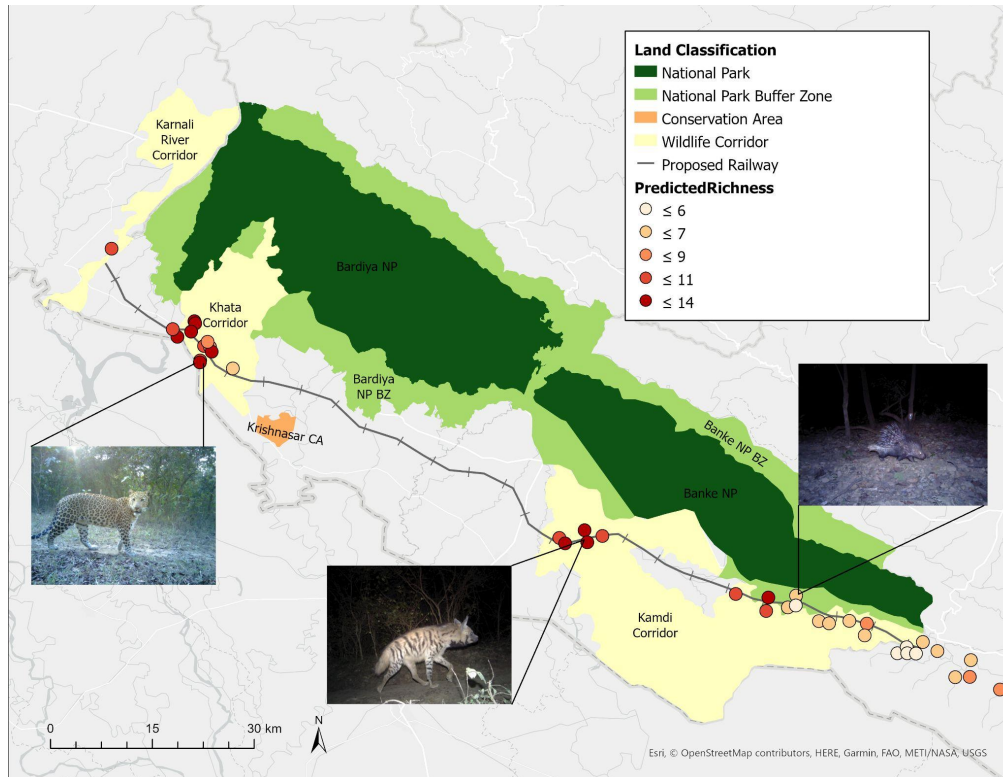 Land Classification
National Park
National Park Buffer Zone
Conservation Area
Wildlife Corridor
Proposed Railway
PredictedRichness
≤ 6
≤ 7
≤ 9
≤ 11
≤ 14
Karnali
River
Corridor
Bardiya NP
Khata
Corridor
Bardiya
NP BZ
Krishnasar CA
Banke NP BZ
Banke NP
Kamdi
Corridor
0 15 30 km
N
Esri, © OpenStreetMap contributors, HERE, Garmin, FAO, METI/NASA, USGS